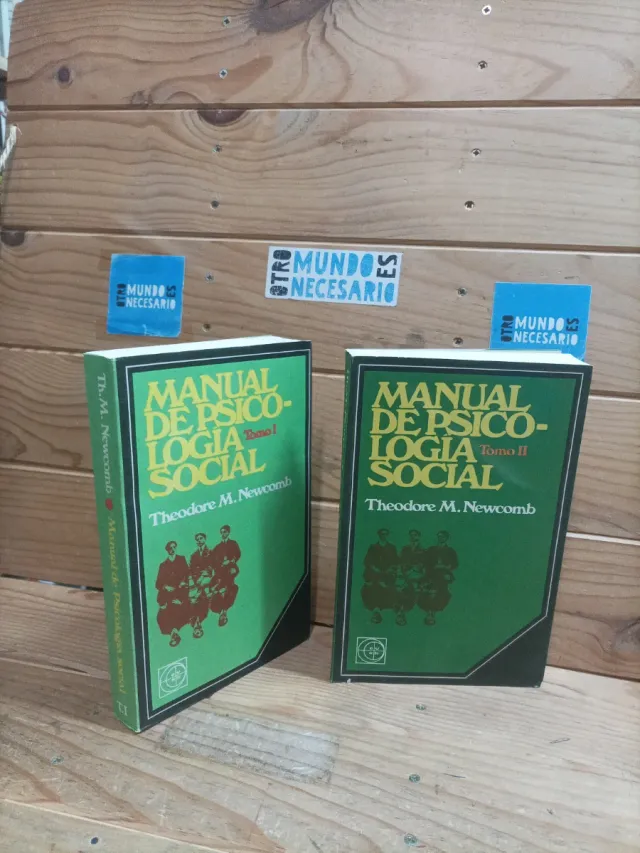 OTRO MUNDO ES NECESARIO
OTRO MUNDO ES NECESARIO
OTRO MUNDO ES NECESARIO
Th. M. Newcomb Manual de Psicología social T.I
MANUAL
DE PSICO-
LOGIA Tomo I
SOCIAL
Theodore M. Newcomb
MANUAL
DE PSICO-
LOGIA Tomo II
SOCIAL
Theodore M. Newcomb